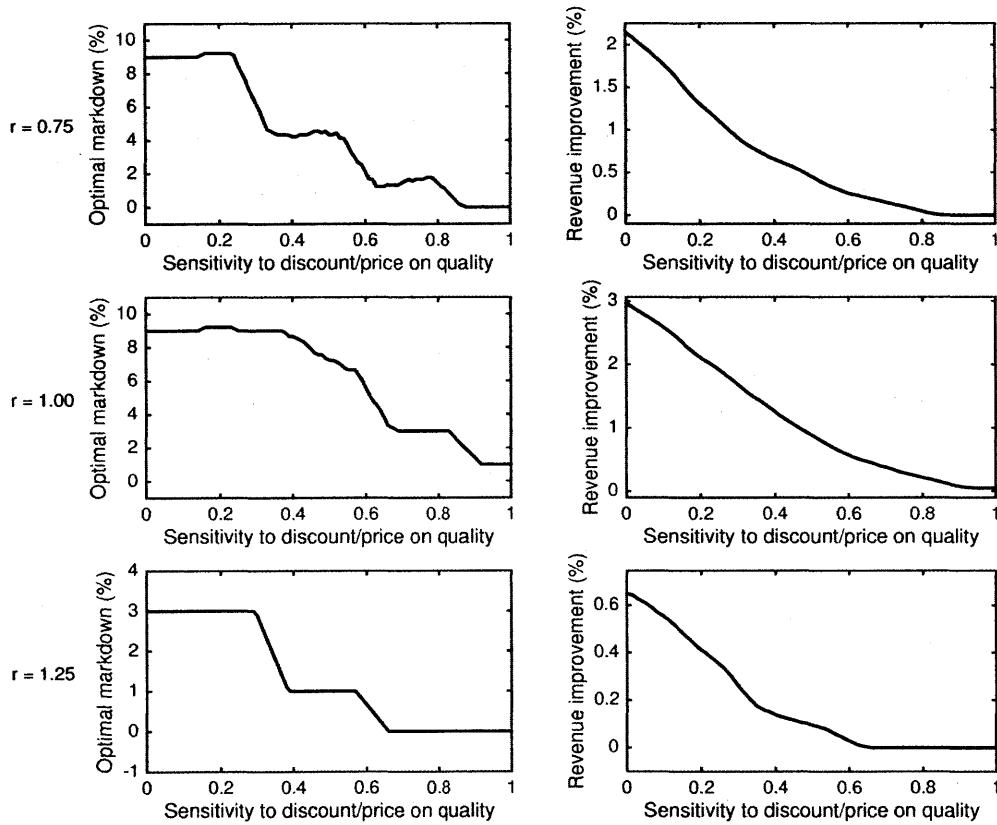 r = 0.75
Optimal markdown (%)
10
8
6
4
2
0
0 0.2 0.4 0.6 0.8 1
Sensitivity to discount/price on quality
Revenue improvement (%)
2
1.5
1
0.5
0
0 0.2 0.4 0.6 0.8 1
Sensitivity to discount/price on quality
r = 1.00
Optimal markdown (%)
10
8
6
4
2
0
0 0.2 0.4 0.6 0.8 1
Sensitivity to discount/price on quality
Revenue improvement (%)
3
2
1
0
0 0.2 0.4 0.6 0.8 1
Sensitivity to discount/price on quality
r = 1.25
Optimal markdown (%)
4
3
2
1
0
-1
0 0.2 0.4 0.6 0.8 1
Sensitivity to discount/price on quality
Revenue improvement (%)
0.6
0.4
0.2
0
0 0.2 0.4 0.6 0.8 1
Sensitivity to discount/price on quality